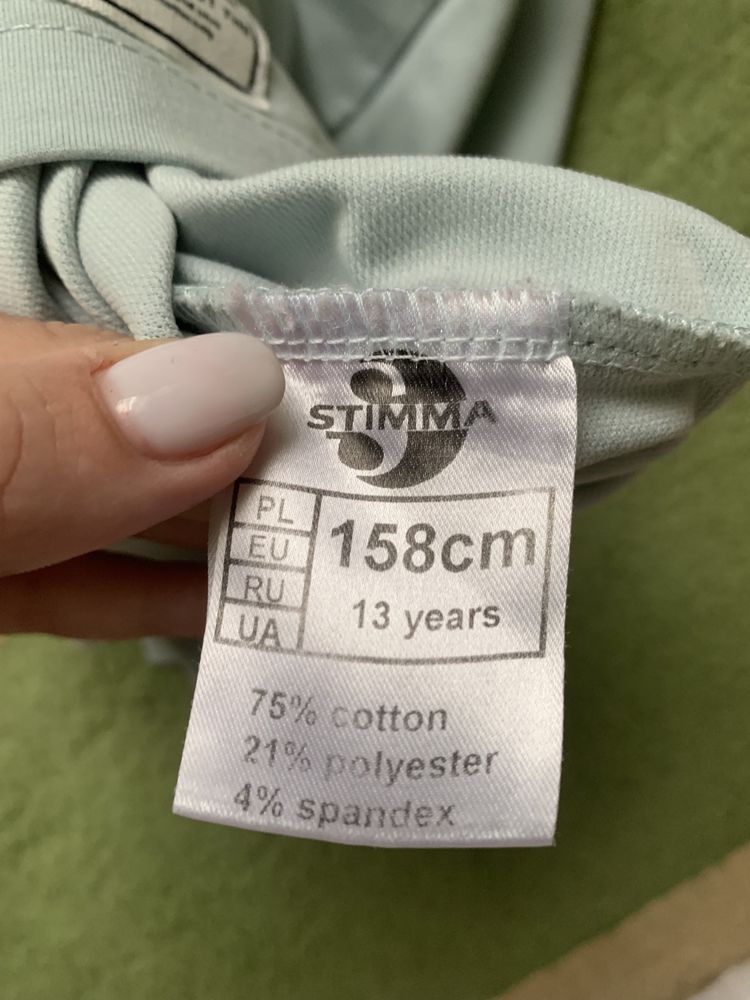 STIMMA
PL
EU
RU
UA
158cm
13 years
75% cotton
21% polyester
4% spandex